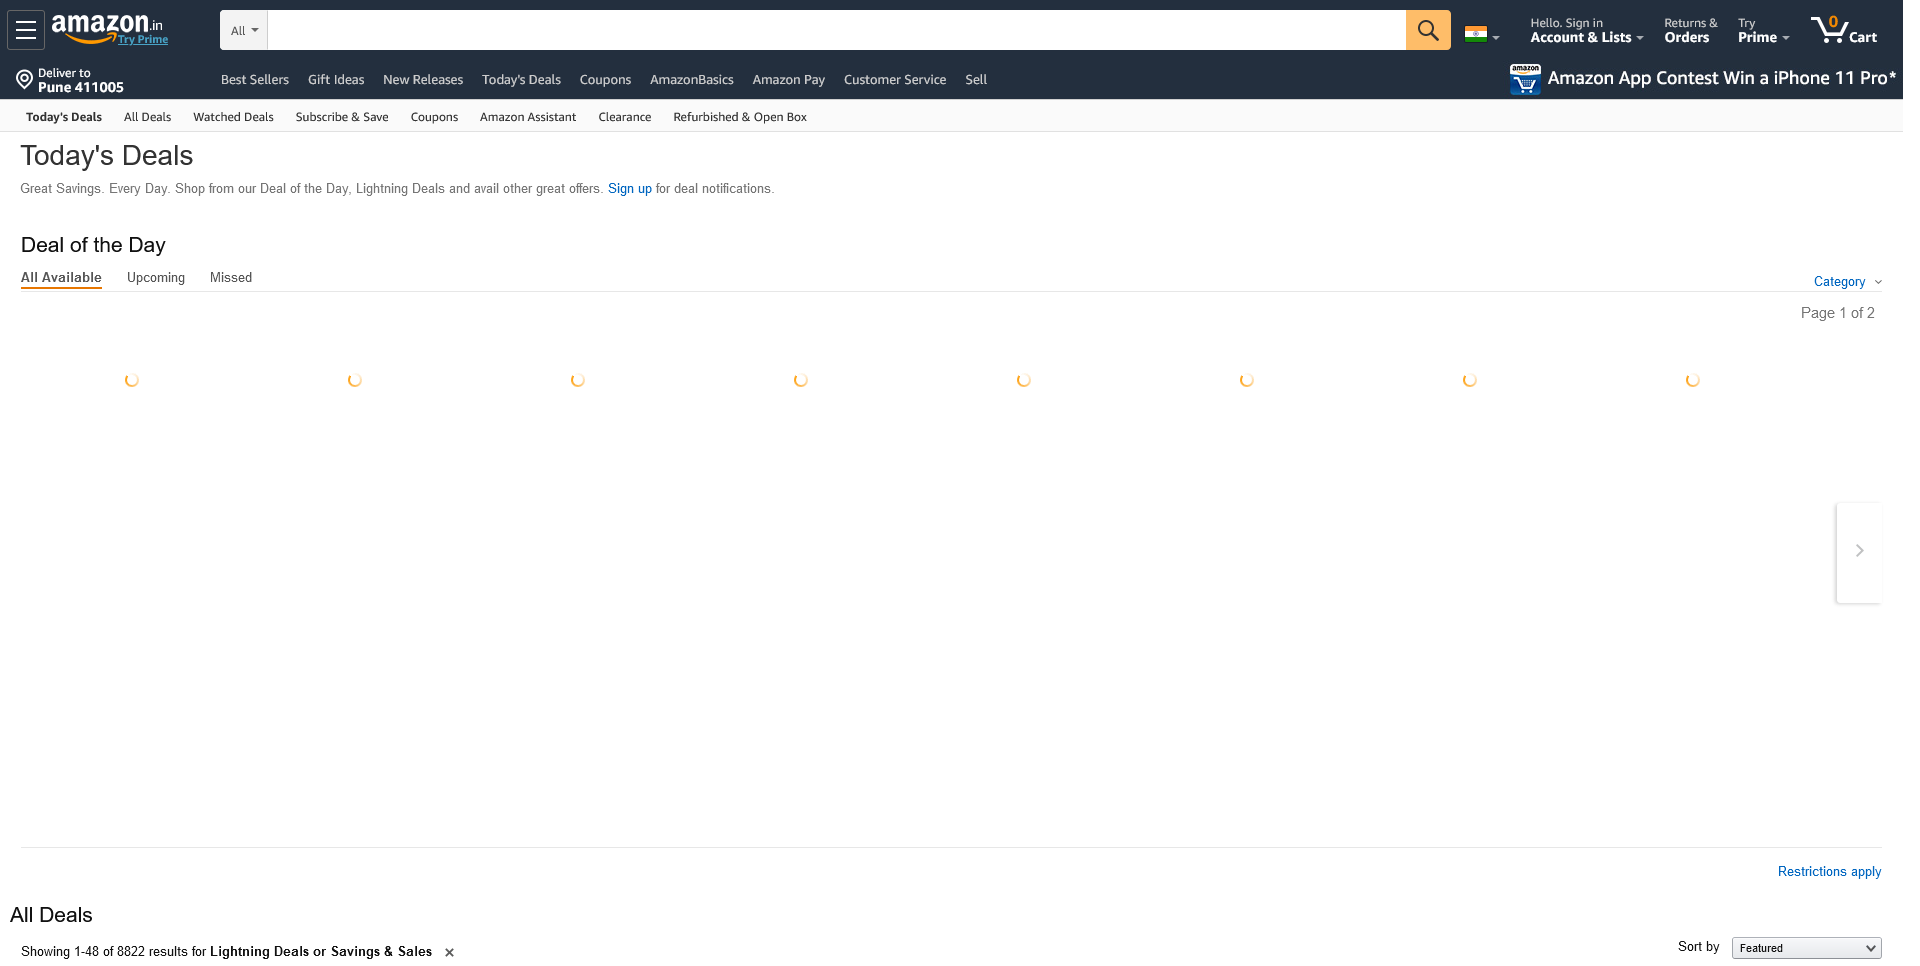 amazon.in
Try Prime
All
Hello. Sign in
Account & Lists
Returns &
Orders
Try
Prime
0
Cart
Deliver to
Pune 411005
Best Sellers
Gift Ideas
New Releases
Today's Deals
Coupons
AmazonBasics
Amazon Pay
Customer Service
Sell
amazon
Amazon App Contest Win a iPhone 11 Pro*
Today's Deals
All Deals
Watched Deals
Subscribe & Save
Coupons
Amazon Assistant
Clearance
Refurbished & Open Box
Today's Deals
Great Savings. Every Day. Shop from our Deal of the Day, Lightning Deals and avail other great offers. Sign up for deal notifications.
Deal of the Day
All Available
Upcoming
Missed
Category
Page 1 of 2
Restrictions apply
All Deals
Showing 1-48 of 8822 results for Lightning Deals or Savings & Sales
Sort by
Featured